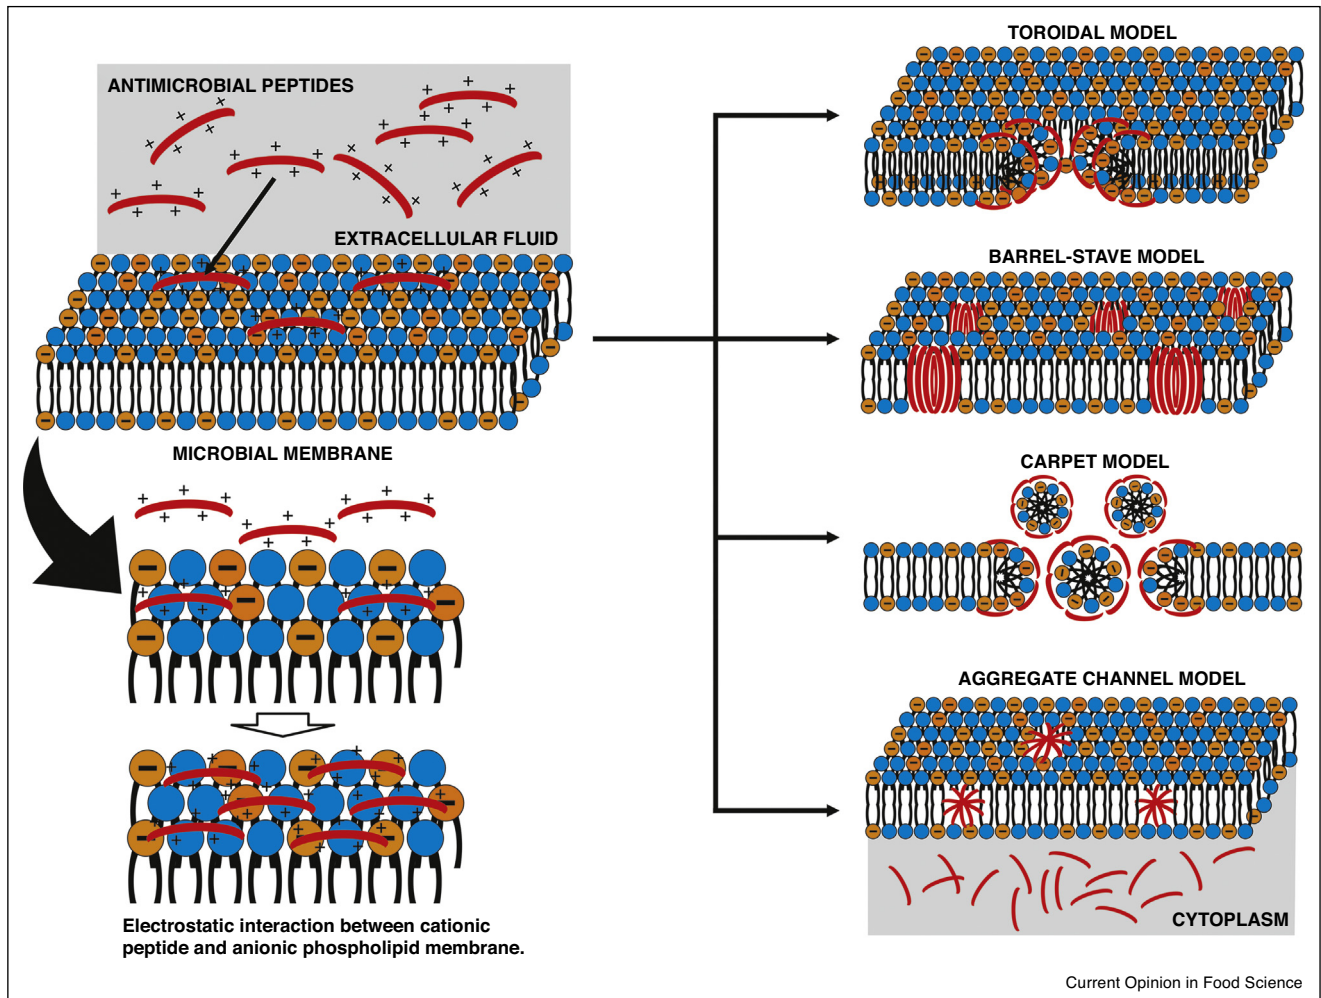 ANTIMICROBIAL PEPTIDES
EXTRACELLULAR FLUID
MICROBIAL MEMBRANE
Electrostatic interaction between cationic
peptide and anionic phospholipid membrane.
TOROIDAL MODEL
BARREL-STAVE MODEL
CARPET MODEL
AGGREGATE CHANNEL MODEL
CYTOPLASM
Current Opinion in Food Science